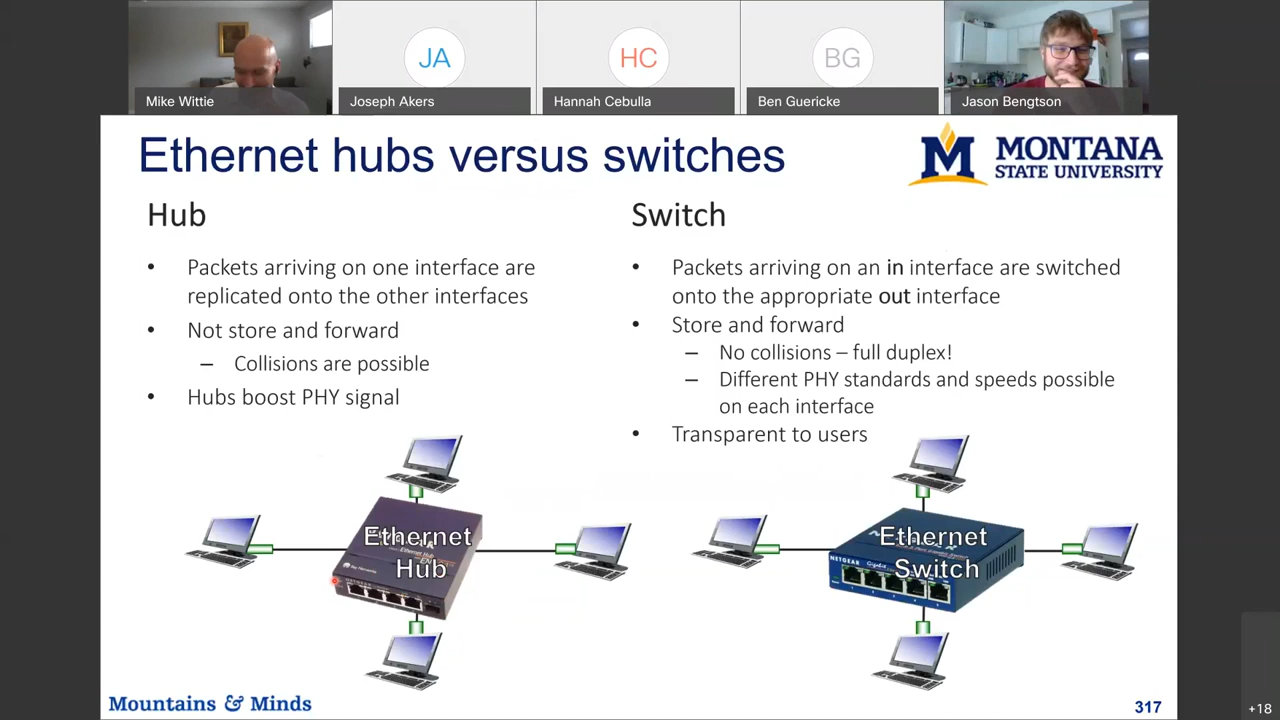 JA
HC
BG
Mike Wittie
Joseph Akers
Hannah Cebulla
Ben Guericke
Jason Bengtson
Ethernet hubs versus switches
M
MONTANA
STATE UNIVERSITY
Hub
• Packets arriving on one interface are
replicated onto the other interfaces
• Not store and forward
– Collisions are possible
• Hubs boost PHY signal
Switch
• Packets arriving on an in interface are switched
onto the appropriate out interface
• Store and forward
– No collisions – full duplex!
– Different PHY standards and speeds possible
on each interface
• Transparent to users
Ethernet
Hub
Ethernet Hub
Bay Networks
Ethernet
Switch
NETGEAR
Mountains & Minds
317
+18